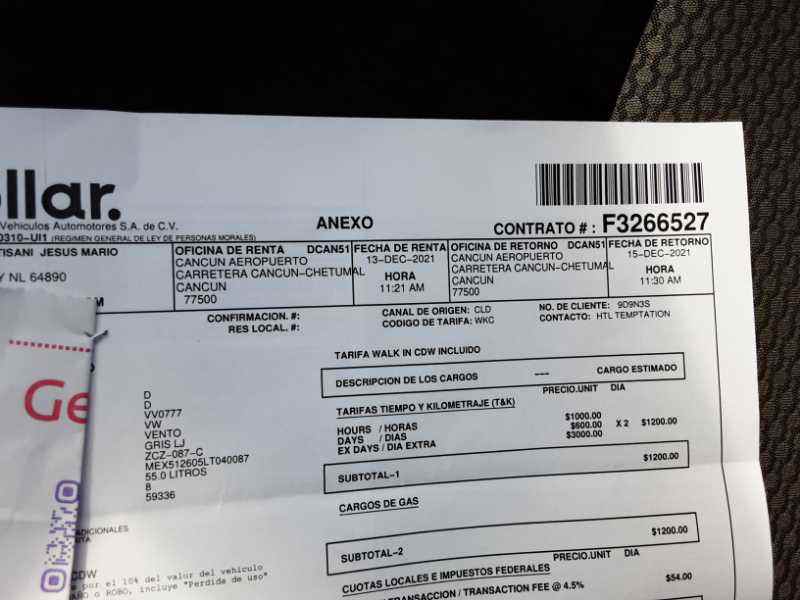 llar.
Vehiculos Automotores S.A. de C.V.
0310-UI1 (REGIMEN GENERAL DE LEY DE PERSONAS MORALES)
ANEXO
CONTRATO # : F3266527
TISANI JESUS MARIO
Y NL 64890
OFICINA DE RENTA DCAN51
CANCUN AEROPUERTO
CARRETERA CANCUN-CHETUMAL
CANCUN
77500
FECHA DE RENTA
13-DEC-2021
HORA
11:21 AM
OFICINA DE RETORNO DCAN51
CANCUN AEROPUERTO
CARRETERA CANCUN-CHETUMAL
CANCUN
77500
FECHA DE RETORNO
15-DEC-2021
HORA
11:30 AM
CONFIRMACION. #:
RES LOCAL. #:
CANAL DE ORIGEN: CLD
CODIGO DE TARIFA: WKC
NO. DE CLIENTE: 9D9N3S
CONTACTO: HTL TEMPTATION
Ge
D
D
VV0777
VW
VENTO
GRIS LJ
ZCZ-087-C
MEX512605LT040087
55.0 LITROS
8
59336
TARIFA WALK IN CDW INCLUIDO
DESCRIPCION DE LOS CARGOS --- CARGO ESTIMADO
PRECIO.UNIT DIA
TARIFAS TIEMPO Y KILOMETRAJE (T&K)
HOURS / HORAS $1000.00
DAYS / DIAS $600.00 X 2 $1200.00
EX DAYS / DIA EXTRA $3000.00
SUBTOTAL-1 $1200.00
CARGOS DE GAS
SUBTOTAL-2 $1200.00
PRECIO.UNIT DIA
CUOTAS LOCALES E IMPUESTOS FEDERALES
TRANSACCION / TRANSACTION FEE @ 4.5% $54.00
ADICIONALES
CDW
por el 10% del valor del vehiculo
o ROBO, incluye "Perdida de uso"